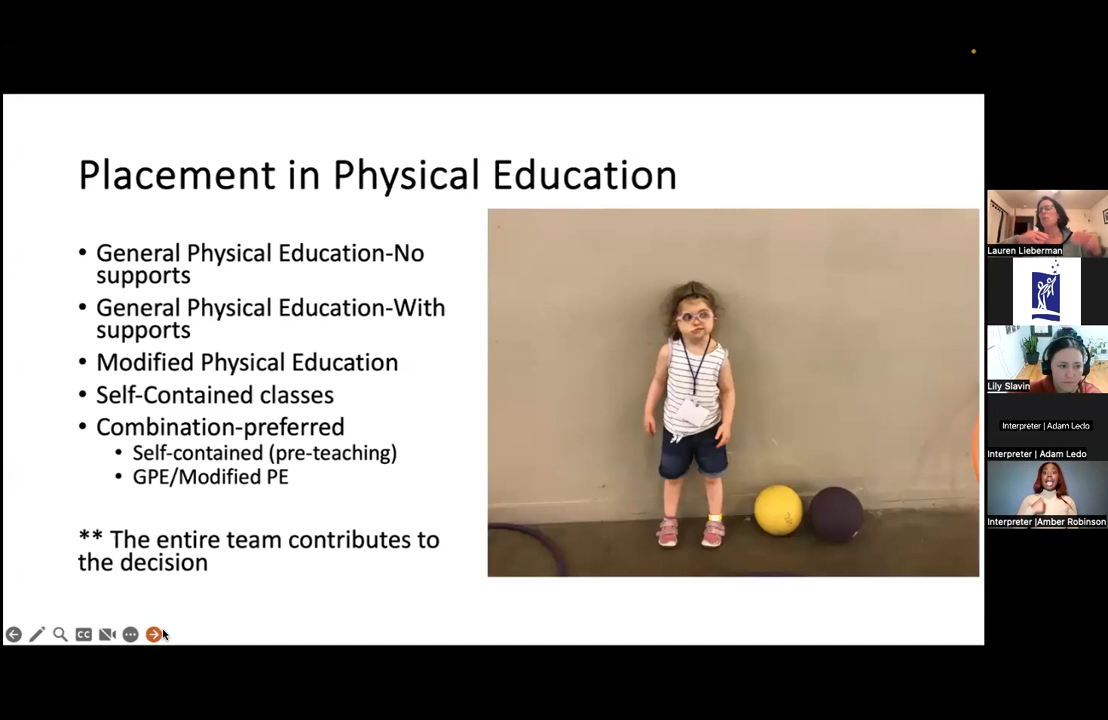 Placement in Physical Education
• General Physical Education-No
supports
• General Physical Education-With
supports
• Modified Physical Education
• Self-Contained classes
• Combination-preferred
• Self-contained (pre-teaching)
• GPE/Modified PE
** The entire team contributes to
the decision
CC
Lauren Lieberman
Lily Slavin
Interpreter | Adam Ledo
Interpreter | Adam Ledo
Interpreter |Amber Robinson